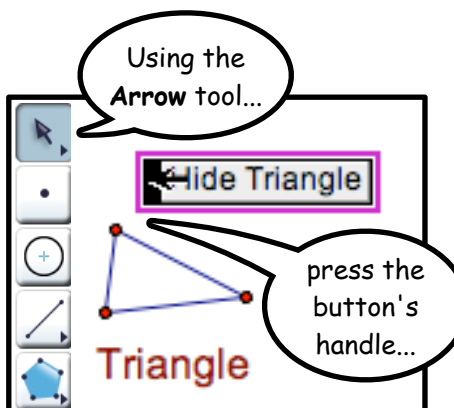 Using the
Arrow tool...
Hide Triangle
press the
button's
handle...
Triangle